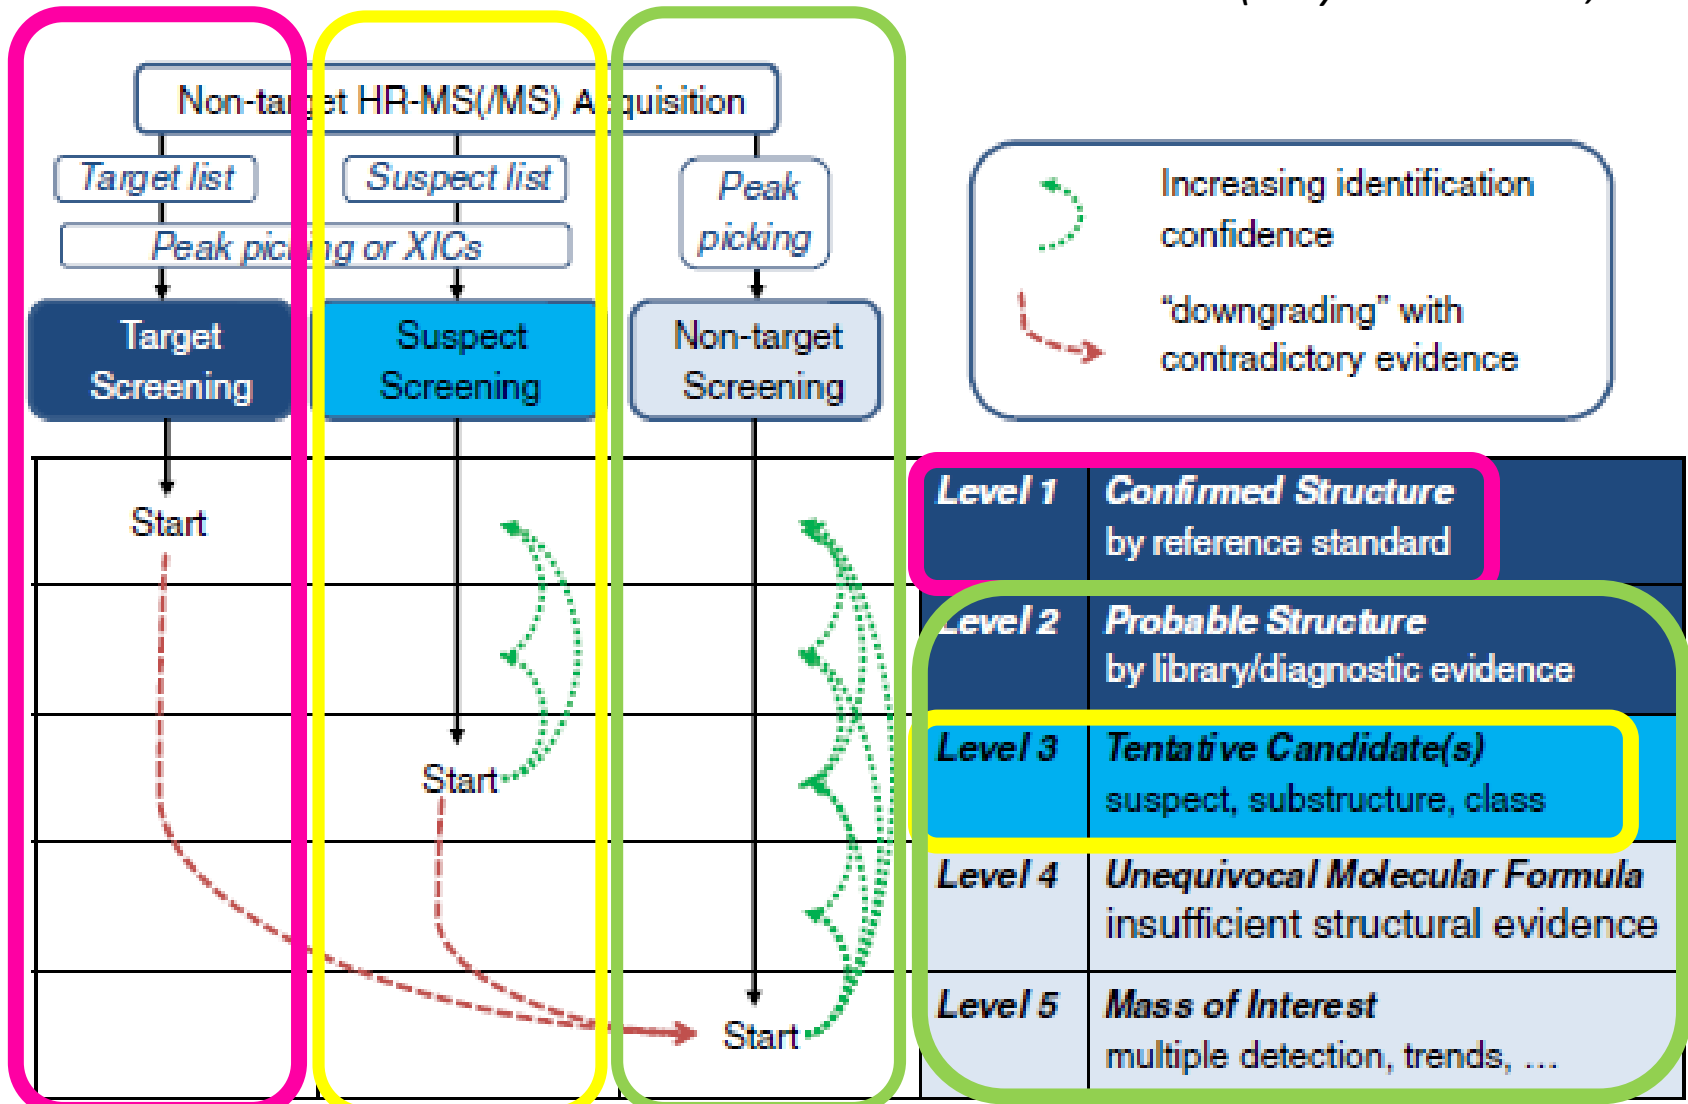 Non-target HR-MS(/MS) Acquisition
Target list
Suspect list
Peak
picking
Peak picking or XICs
Target
Screening
Suspect
Screening
Non-target
Screening
Increasing identification
confidence
"downgrading" with
contradictory evidence
Start
Start
Start
Level 1 Confirmed Structure
by reference standard
Level 2 Probable Structure
by library/diagnostic evidence
Level 3 Tentative Candidate(s)
suspect, substructure, class
Level 4 Unequivocal Molecular Formula
insufficient structural evidence
Level 5 Mass of Interest
multiple detection, trends, ...